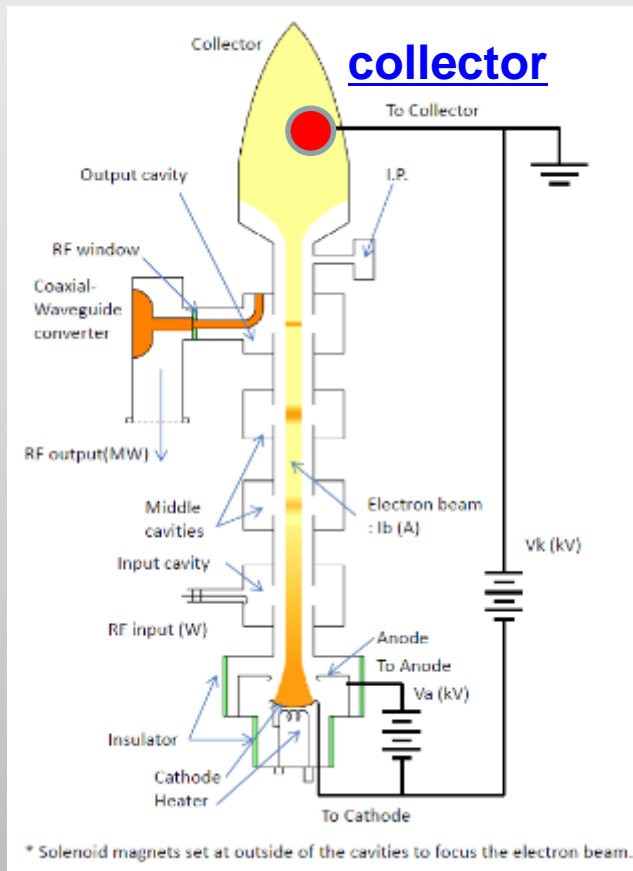 Collector
collector
To Collector
Output cavity
I.P.
RF window
Coaxial-
Waveguide
converter
RF output(MW)
Middle
cavities
Electron beam
: Ib (A)
Vk (kV)
Input cavity
RF input (W)
Anode
To Anode
Va (kV)
Insulator
Cathode
Heater
To Cathode
* Solenoid magnets set at outside of the cavities to focus the electron beam.